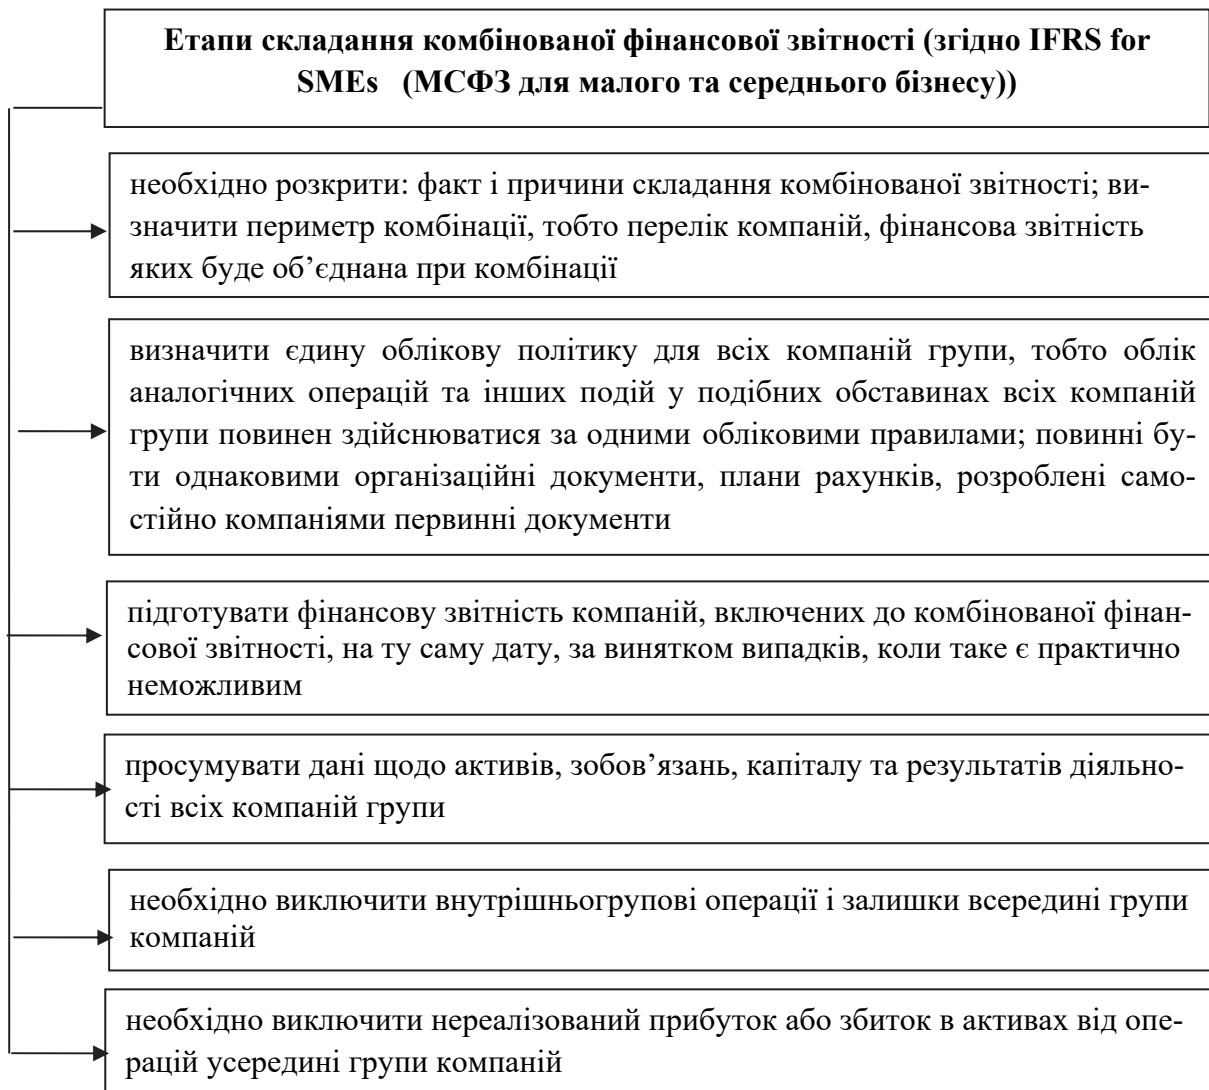 Етапи складання комбінованої фінансової звітності (згідно IFRS for
SMEs (МСФЗ для малого та середнього бізнесу))
необхідно розкрити: факт і причини складання комбінованої звітності; ви-
значити периметр комбінації, тобто перелік компаній, фінансова звітність
яких буде об’єднана при комбінації
визначити єдину облікову політику для всіх компаній групи, тобто облік
аналогічних операцій та інших подій у подібних обставинах всіх компаній
групи повинен здійснюватися за одними обліковими правилами; повинні бу-
ти однаковими організаційні документи, плани рахунків, розроблені само-
стійно компаніями первинні документи
підготувати фінансову звітність компаній, включених до комбінованої фінан-
сової звітності, на ту саму дату, за винятком випадків, коли таке є практично
неможливим
просумувати дані щодо активів, зобов’язань, капіталу та результатів діяльно-
сті всіх компаній групи
необхідно виключити внутрішньогрупові операції і залишки всередині групи
компаній
необхідно виключити нереалізований прибуток або збиток в активах від опе-
рацій усередині групи компаній